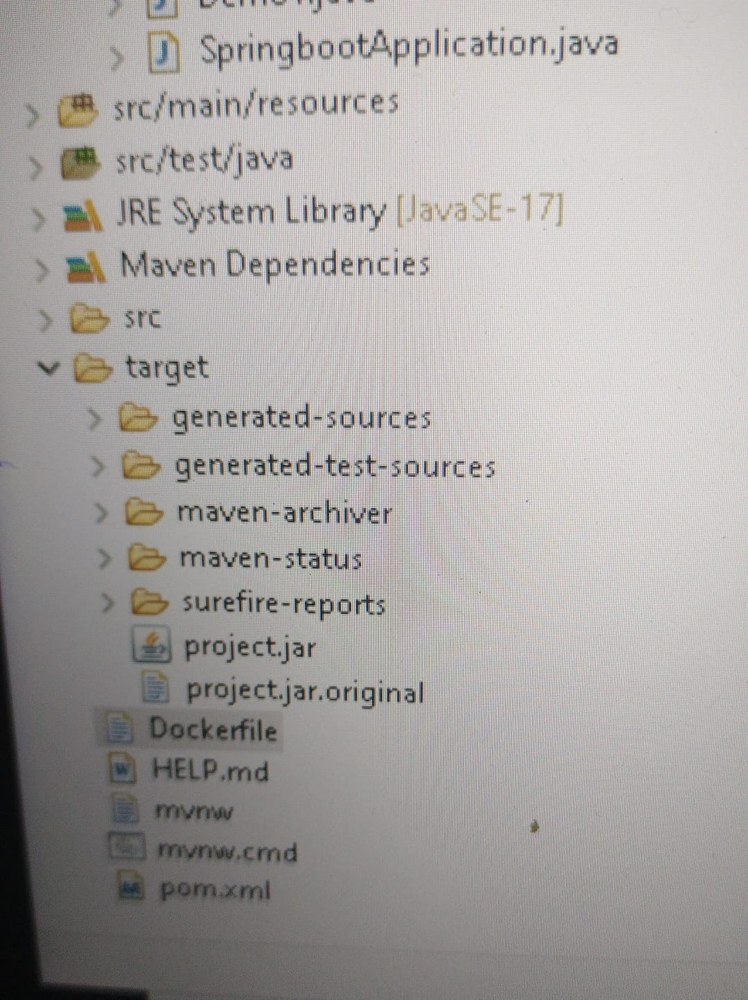 SpringbootApplication.java
src/main/resources
src/test/java
JRE System Library [JavaSE-17]
Maven Dependencies
src
target
generated-sources
generated-test-sources
maven-archiver
maven-status
surefire-reports
project.jar
project.jar.original
Dockerfile
HELP.md
mvnw
mvnw.cmd
pom.xml